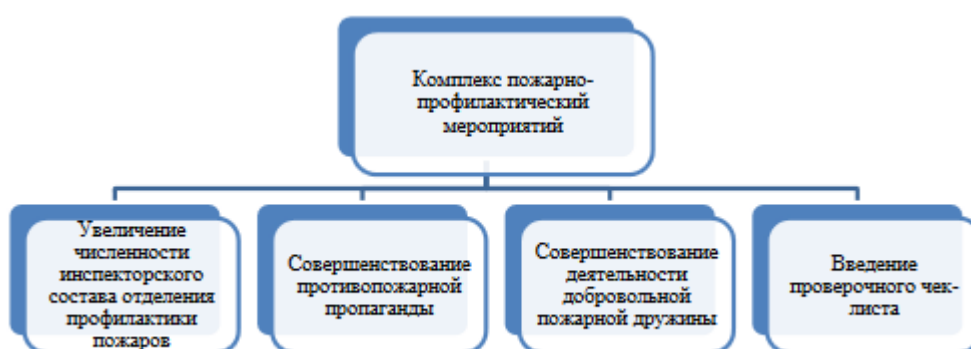 Комплекс пожарно-
профилактический
мероприятий
Увеличение
численности
инспекторского
состава отделения
профилактики
пожаров
Совершенствование
противопожарной
пропаганды
Совершенствование
деятельности
добровольной
пожарной дружины
Введение
проверочного чек-
листа